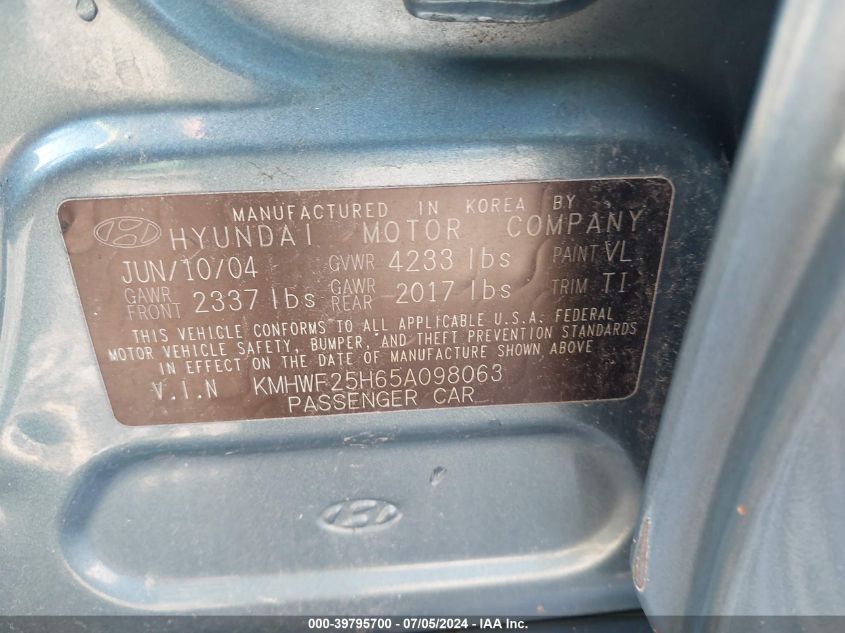 MANUFACTURED IN KOREA BY
HYUNDAI MOTOR COMPANY
JUN/10/04 GVWR 4233 lbs PAINT VL
GAWR FRONT 2337 lbs GAWR REAR 2017 lbs TRIM TI
THIS VEHICLE CONFORMS TO ALL APPLICABLE U.S.A. FEDERAL
MOTOR VEHICLE SAFETY, BUMPER, AND THEFT PREVENTION STANDARDS
IN EFFECT ON THE DATE OF MANUFACTURE SHOWN ABOVE
V.I.N KMHWF25H65A098063
PASSENGER CAR
000-39795700 - 07/05/2024 - IAA Inc.